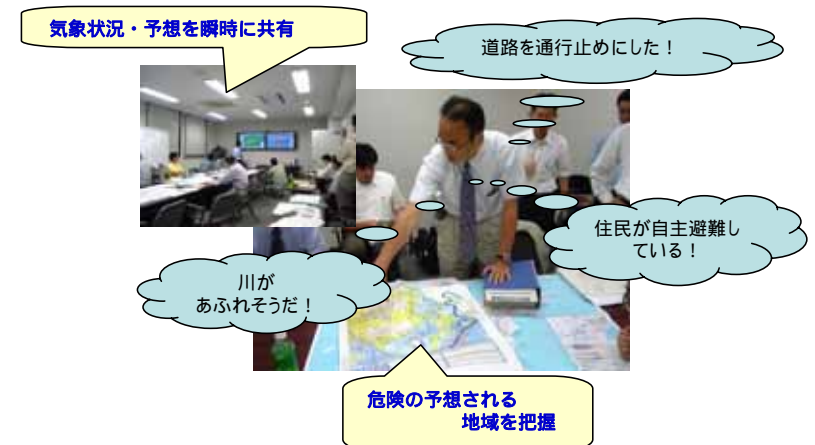 気象状況・予想を瞬時に共有
道路を通行止めにした！
住民が自主避難し
ている！
川が
あふれそうだ！
危険の予想される
地域を把握